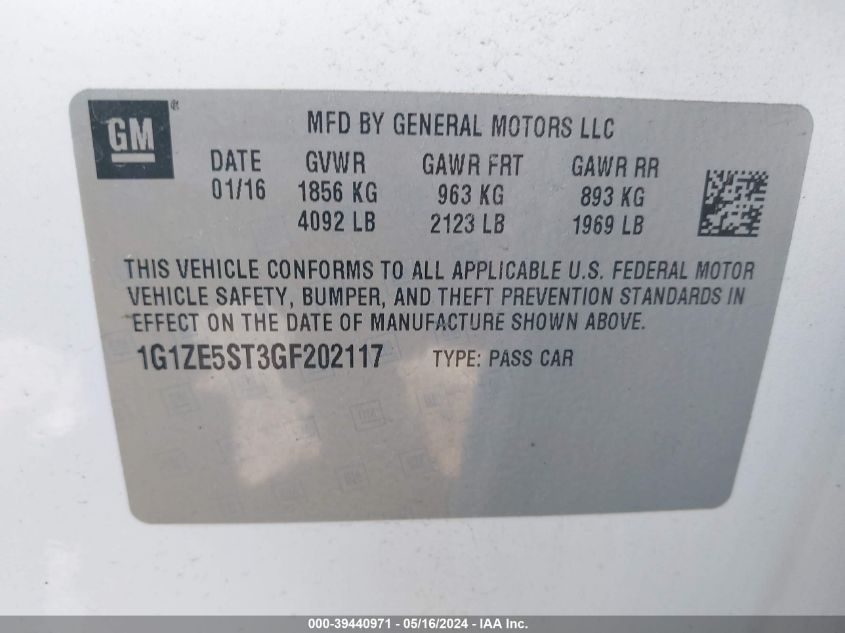 GM®
MFD BY GENERAL MOTORS LLC
DATE GVWR GAWR FRT GAWR RR
01/16 1856 KG 963 KG 893 KG
4092 LB 2123 LB 1969 LB
THIS VEHICLE CONFORMS TO ALL APPLICABLE U.S. FEDERAL MOTOR
VEHICLE SAFETY, BUMPER, AND THEFT PREVENTION STANDARDS IN
EFFECT ON THE DATE OF MANUFACTURE SHOWN ABOVE.
1G1ZE5ST3GF202117 TYPE: PASS CAR
000-39440971 - 05/16/2024 - IAA Inc.